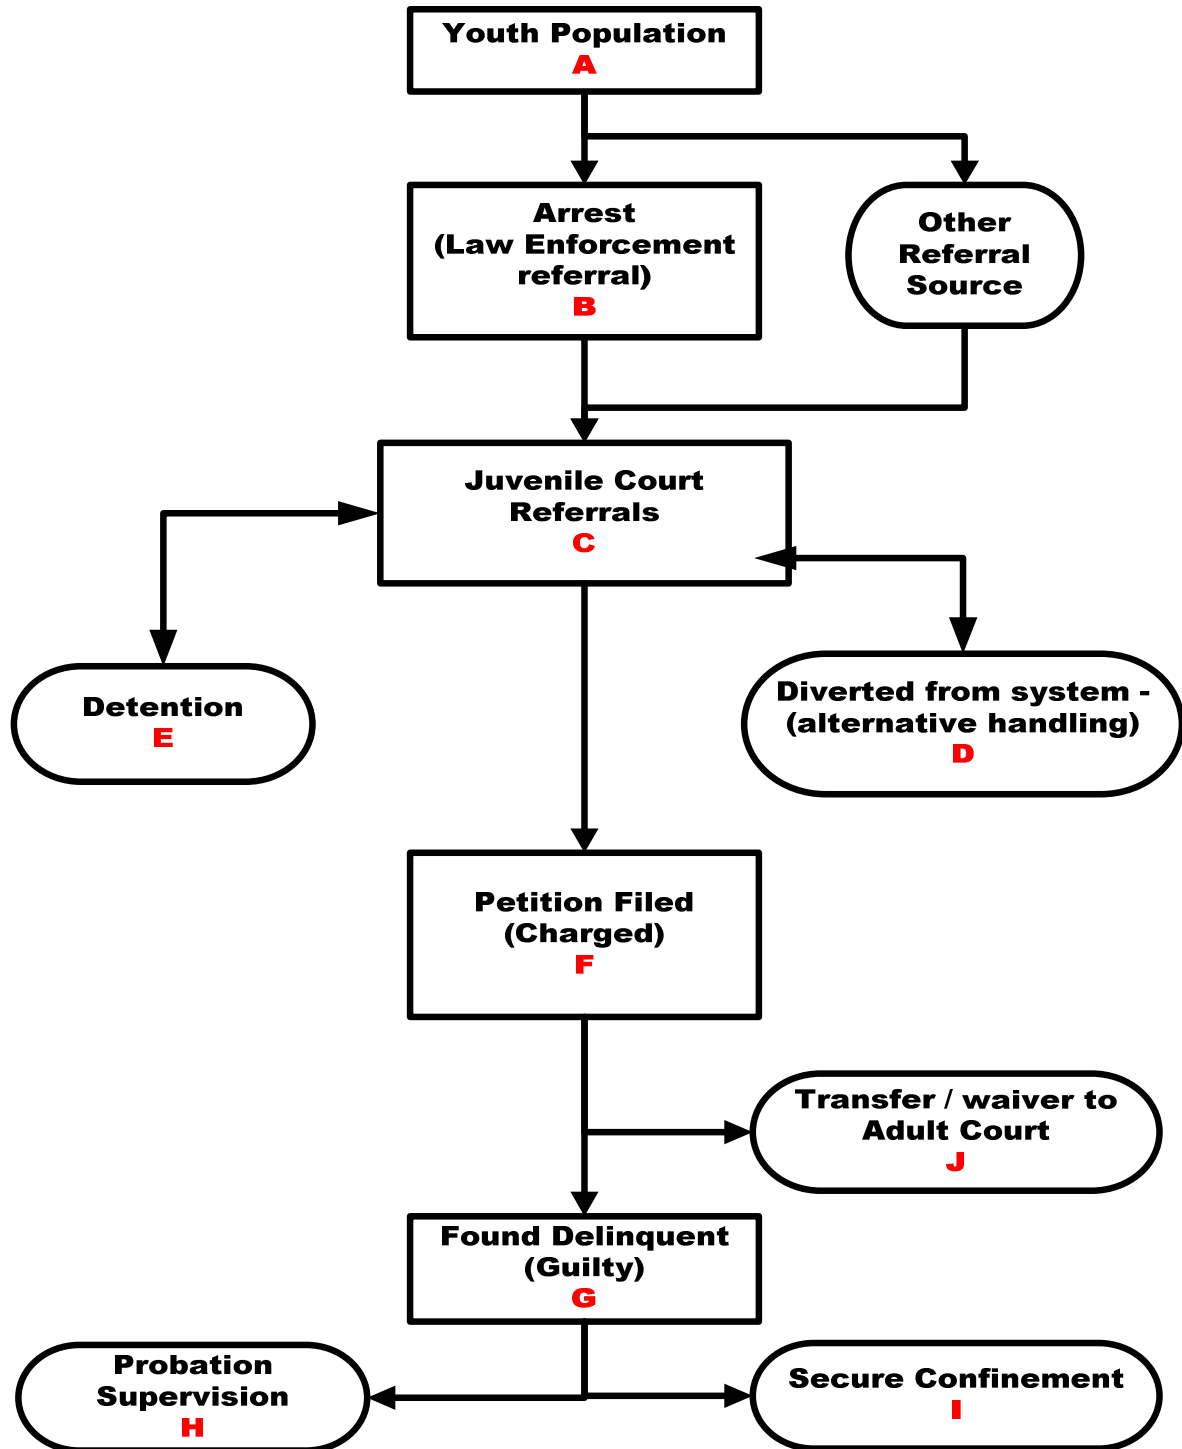 Youth Population
A
Arrest
(Law Enforcement
referral)
B
Other
Referral
Source
Juvenile Court
Referrals
C
Detention
E
Diverted from system -
(alternative handling)
D
Petition Filed
(Charged)
F
Transfer / waiver to
Adult Court
J
Found Delinquent
(Guilty)
G
Probation
Supervision
H
Secure Confinement
I